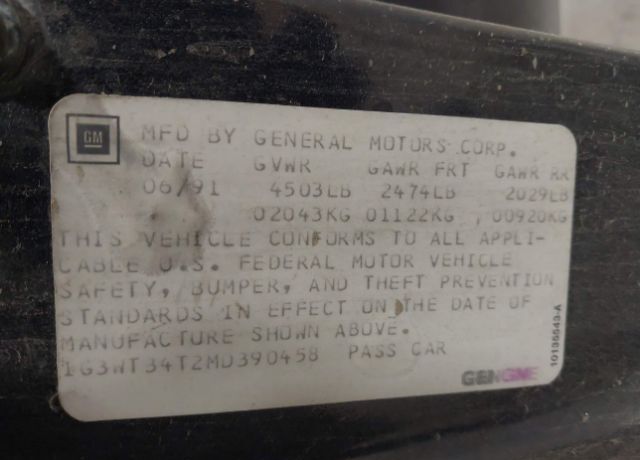 GM
MFD BY GENERAL MOTORS CORP.
DATE GVWR GAWR FRT GAWR RR
06/91 4503LB 2474LB 2029LB
02043KG 01122KG 00920KG
THIS VEHICLE CONFORMS TO ALL APPLI-
CABLE U.S. FEDERAL MOTOR VEHICLE
SAFETY, BUMPER, AND THEFT PREVENTION
STANDARDS IN EFFECT ON THE DATE OF
MANUFACTURE SHOWN ABOVE.
1G3WT34T2MD390458 PASS CAR